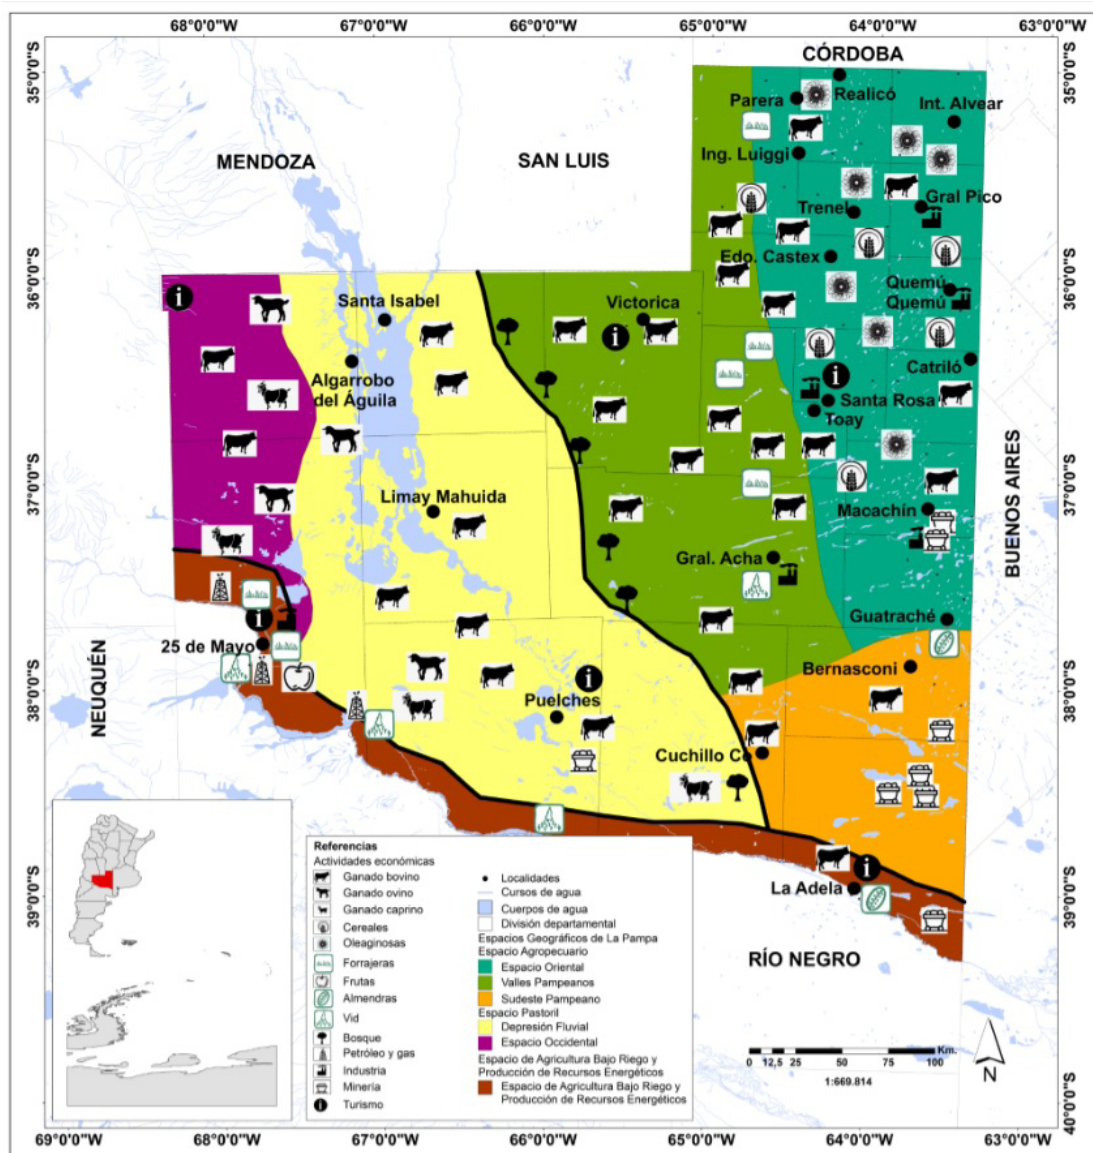 68°0'0"W 67°0'0"W 66°0'0"W 65°0'0"W 64°0'0"W 63°0'0"W
35°0'0"S
35°0'0"S
CÓRDOBA
Realicó
Parera
Int. Alvear
MENDOZA
SAN LUIS
Ing. Luiggi
Gral Pico
Trenel
Edo. Castex
36°0'0"S
36°0'0"S
Quemú
Quemú
Santa Isabel
Victorica
Catriló
Algarrobo
del Águila
Santa Rosa
Toay
37°0'0"S
37°0'0"S
BUENOS AIRES
Limay Mahuida
Macachín
Gral. Acha
Guatraché
25 de Mayo
Bernasconi
NEUQUÉN
38°0'0"S
38°0'0"S
Puelches
Cuchillo C
La Adela
39°0'0"S
39°0'0"S
RÍO NEGRO
Referencias
Actividades económicas
Ganado bovino
Ganado ovino
Ganado caprino
Cereales
Oleaginosas
Forrajeras
Frutas
Almendras
Vid
Bosque
Petróleo y gas
Industria
Minería
Turismo
Localidades
Cursos de agua
Cuerpos de agua
División departamental
Espacios Geográficos de La Pampa
Espacio Agropecuario
Espacio Oriental
Valles Pampeanos
Sudeste Pampeano
Espacio Pastoril
Depresión Fluvial
Espacio Occidental
Espacio de Agricultura Bajo Riego y
Producción de Recursos Energéticos
Espacio de Agricultura Bajo Riego y
Producción de Recursos Energéticos
Km.
0 12,5 25 50 75 100
1:669.814
N
40°0'0"S
40°0'0"S
69°0'0"W 68°0'0"W 67°0'0"W 66°0'0"W 65°0'0"W 64°0'0"W 63°0'0"W